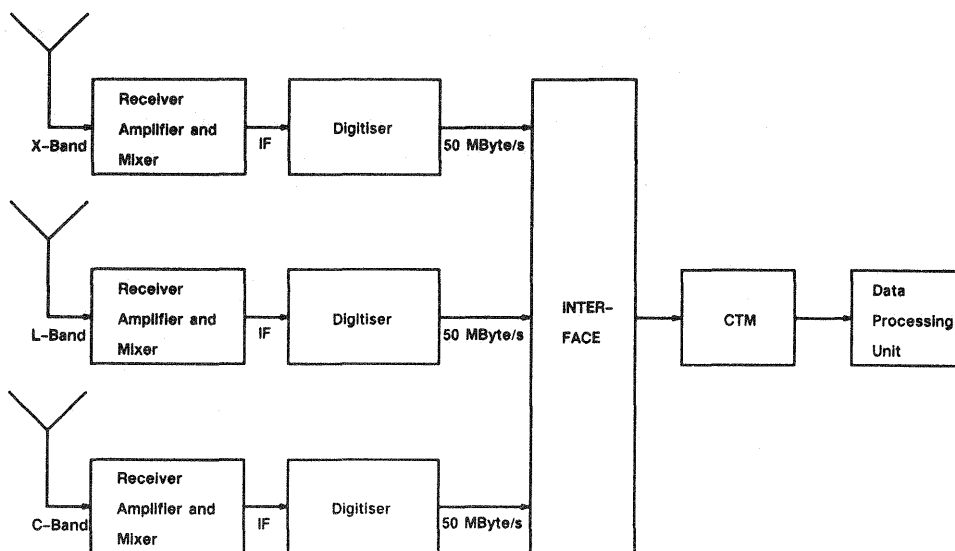 X-Band
Receiver
Amplifier and
Mixer
IF
Digitiser
50 MByte/s
L-Band
Receiver
Amplifier and
Mixer
IF
Digitiser
50 MByte/s
C-Band
Receiver
Amplifier and
Mixer
IF
Digitiser
50 MByte/s
INTER-
FACE
CTM
Data
Processing
Unit